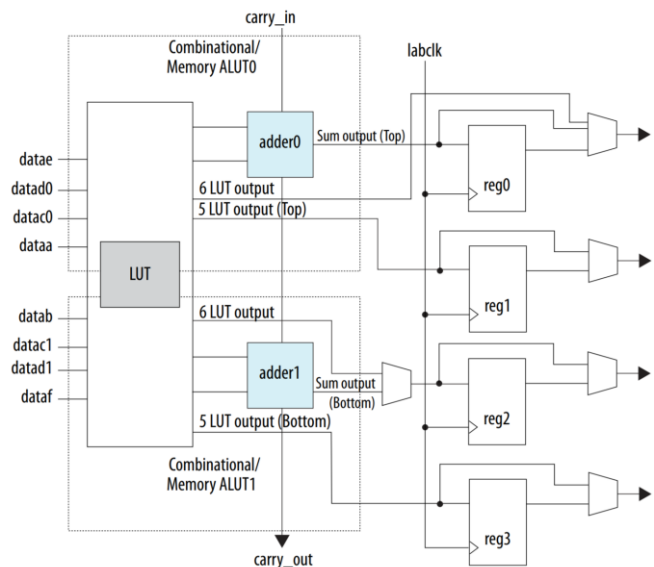 carry_in
Combinational/
Memory ALUT0
labclk
adder0
Sum output (Top)
datae
reg0
datad0
6 LUT output
datac0
5 LUT output (Top)
dataa
LUT
reg1
datab
6 LUT output
datac1
datad1
adder1
Sum output
(Bottom)
dataf
reg2
5 LUT output (Bottom)
Combinational/
Memory ALUT1
reg3
carry_out